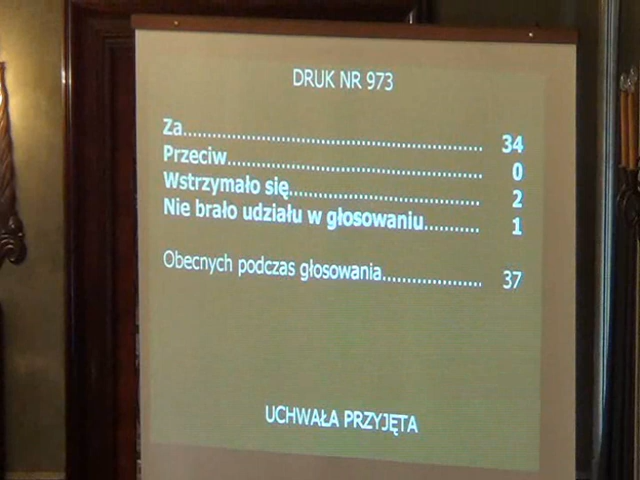 DRUK NR 973
Za................................................ 34
Przeciw......................................... 0
Wstrzymało się............................... 2
Nie brało udziału w głosowaniu......... 1
Obecnych podczas głosowania................ 37
UCHWAŁA PRZYJĘTA